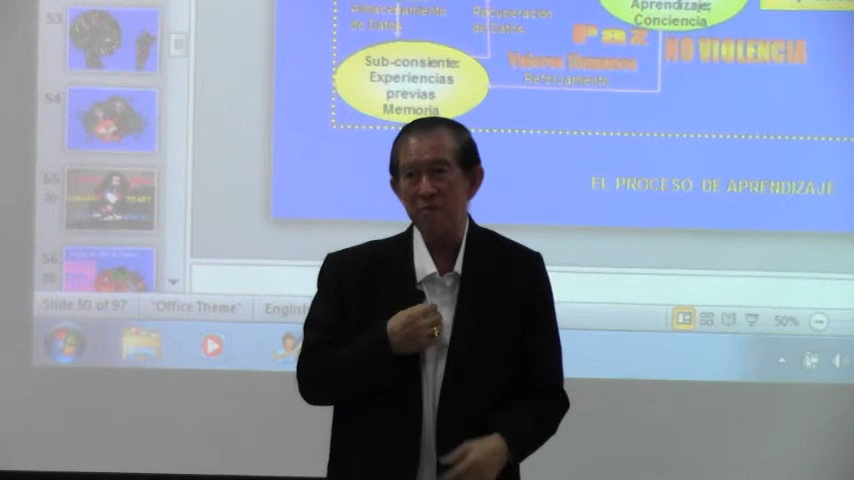 53
Almacenamiento
de Datos
Recuperación
de Datos
Aprendizaje;
Conciencia
Paz
NO VIOLENCIA
Valores Humanos
Reforzamiento
Sub-consiente:
Experiencias
previas
Memoria
54
55
56
EL PROCESO DE APRENDIZAJE
Slide 50 of 97
"Office Theme"
English
50%